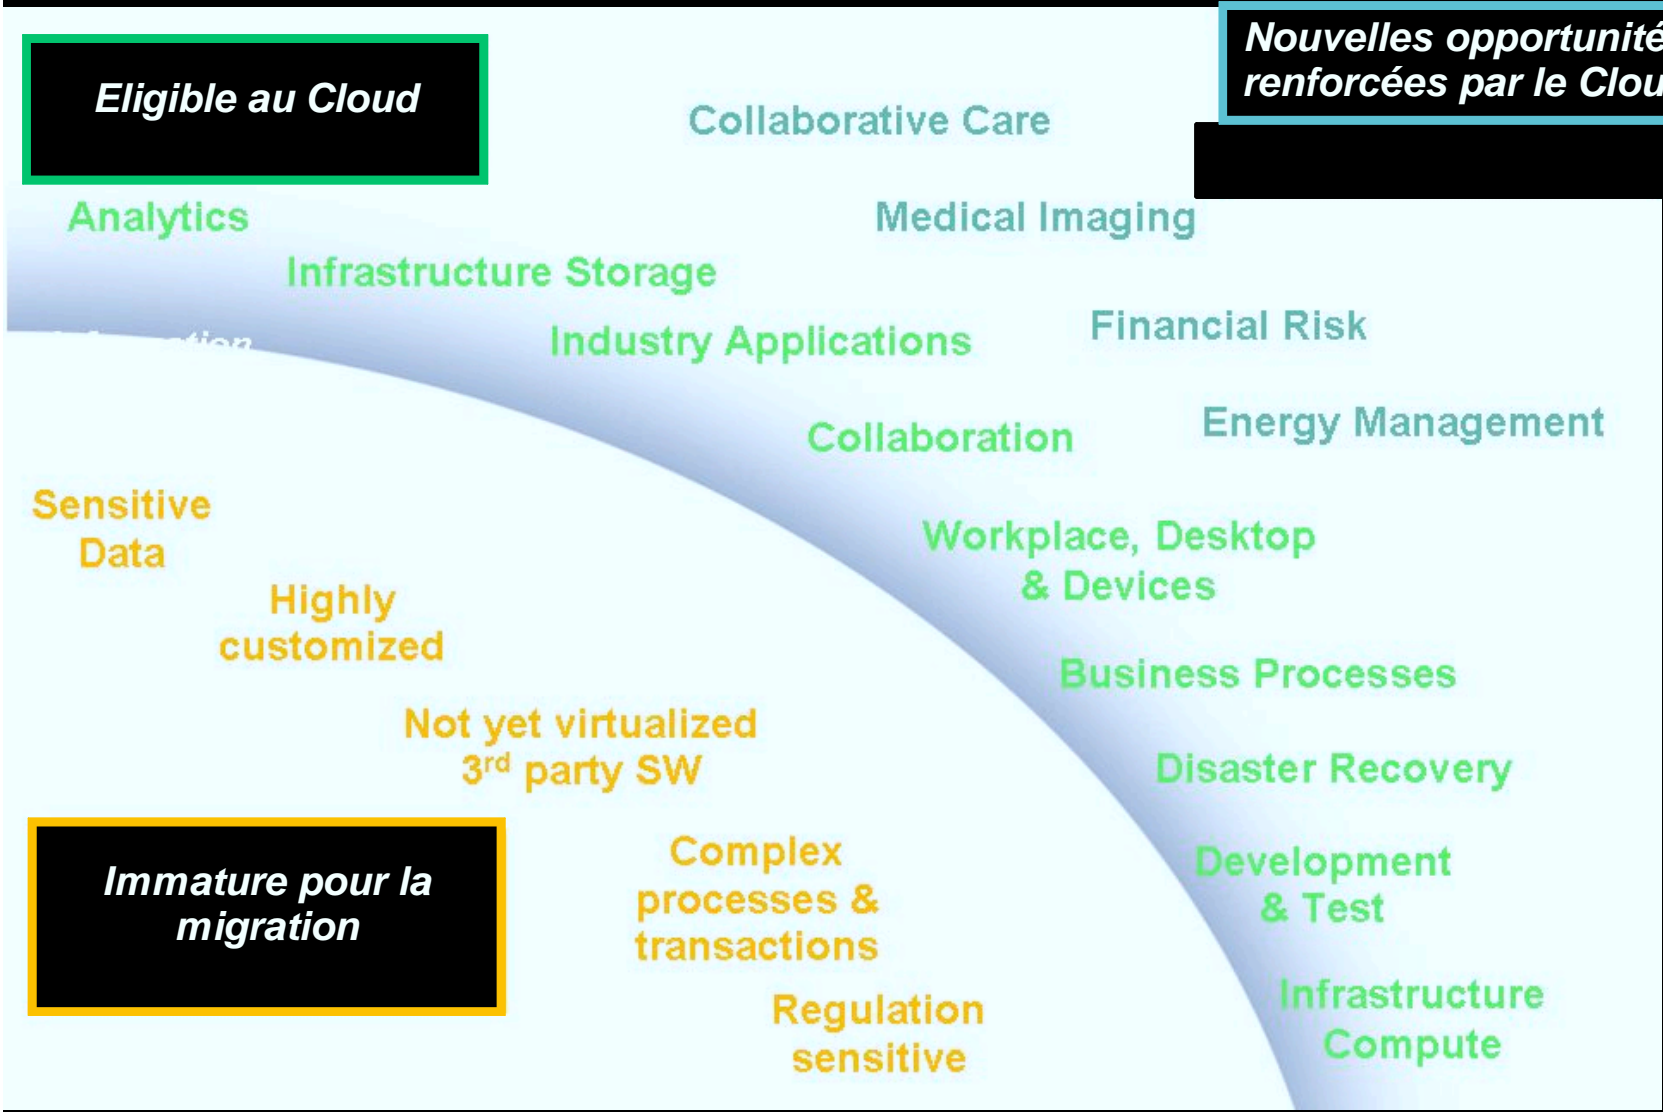 Eligible au Cloud
Nouvelles opportunité
renforcées par le Clou
Collaborative Care
Analytics
Medical Imaging
Infrastructure Storage
Industry Applications
Financial Risk
Collaboration
Energy Management
Sensitive
Data
Workplace, Desktop
& Devices
Highly
customized
Business Processes
Not yet virtualized
3rd party SW
Disaster Recovery
Immature pour la
migration
Complex
processes &
transactions
Development
& Test
Regulation
sensitive
Infrastructure
Compute